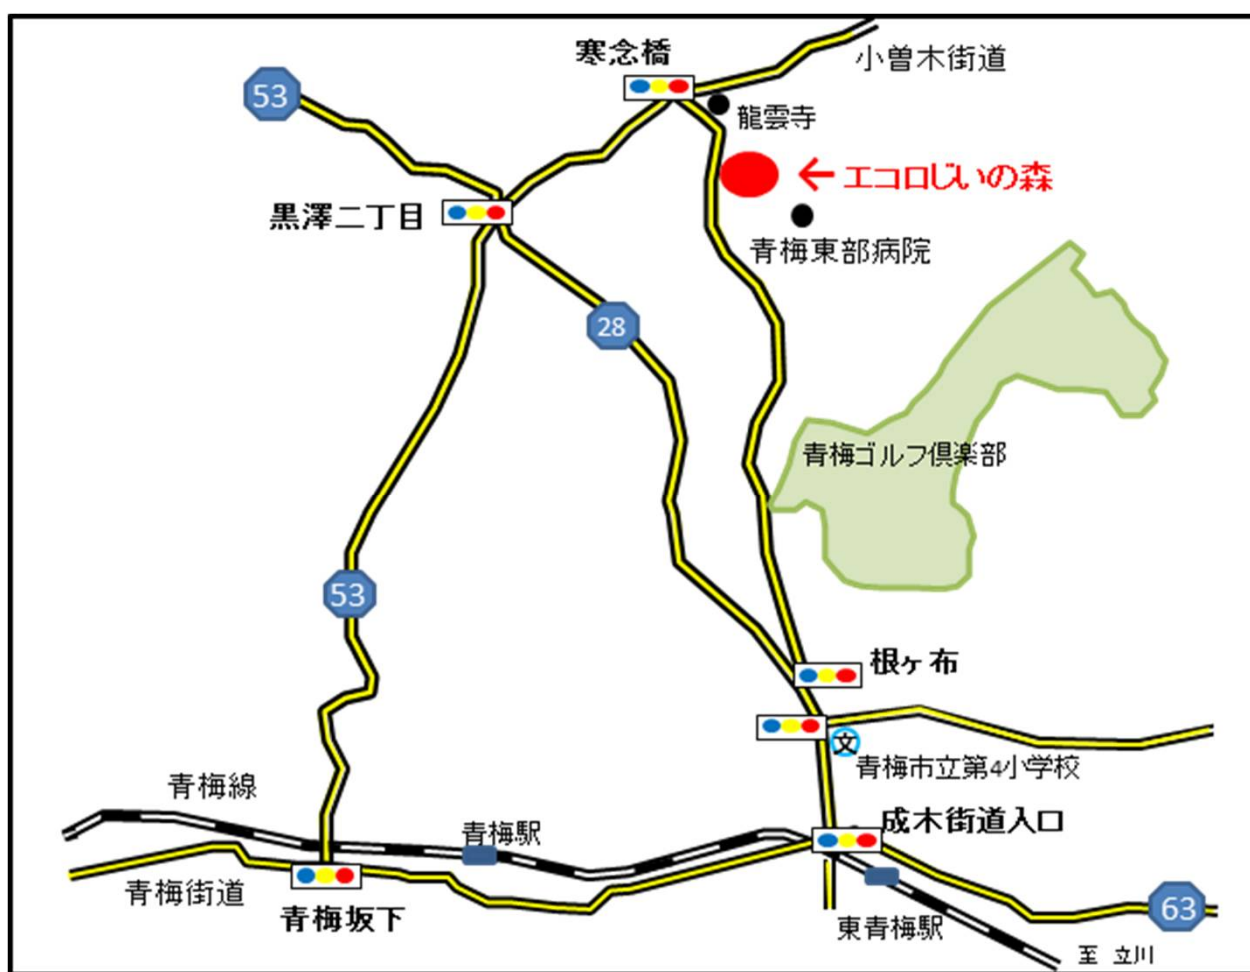 寒念橋
小曽木街道
53
龍雲寺
← エコロじいの森
黒澤二丁目
青梅東部病院
28
青梅ゴルフ倶楽部
53
根ヶ布
文
青梅市立第4小学校
青梅線
青梅駅
成木街道入口
青梅街道
青梅坂下
東青梅駅
63
至 立川